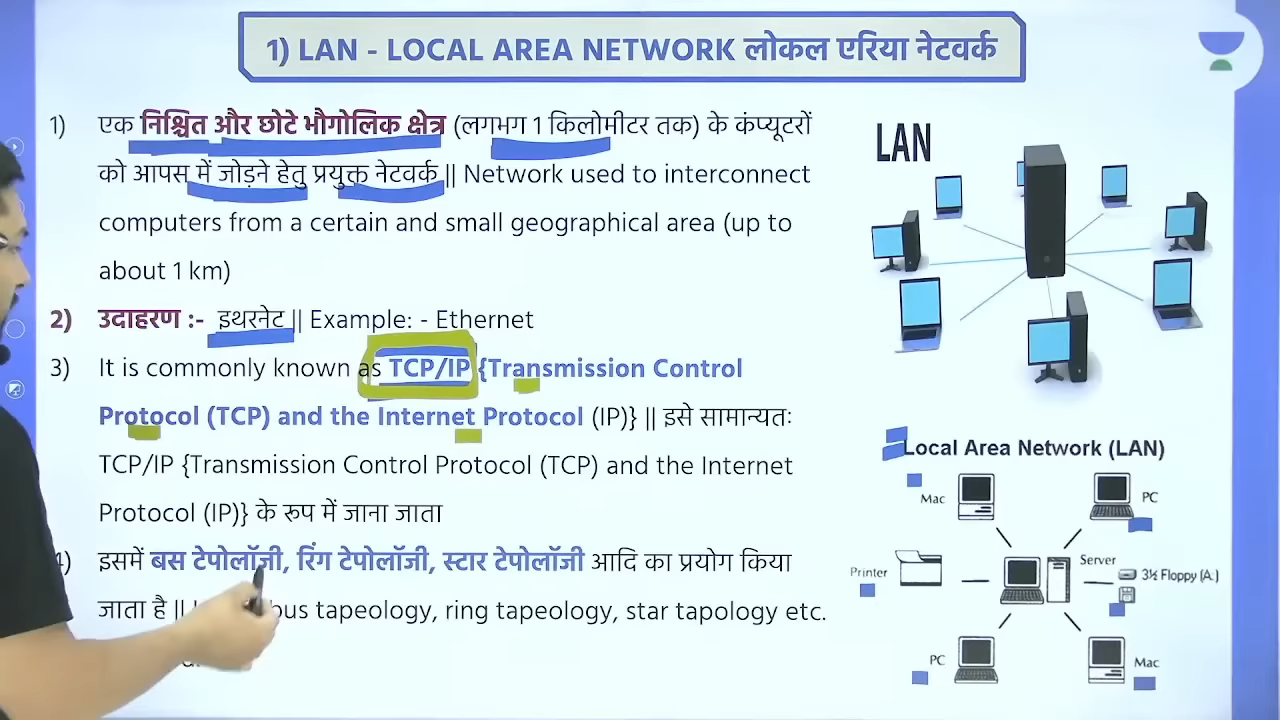 1) LAN - LOCAL AREA NETWORK लोकल एरिया नेटवर्क
1) एक निश्चित और छोटे भौगोलिक क्षेत्र (लगभग 1 किलोमीटर तक) के कंप्यूटरों
को आपस में जोड़ने हेतु प्रयुक्त नेटवर्क || Network used to interconnect
computers from a certain and small geographical area (up to
about 1 km)
2) उदाहरण :- इथरनेट || Example: - Ethernet
3) It is commonly known as TCP/IP {Transmission Control
Protocol (TCP) and the Internet Protocol (IP)} || इसे सामान्यतः
TCP/IP {Transmission Control Protocol (TCP) and the Internet
Protocol (IP)} के रूप में जाना जाता
इसमें बस टेपोलॉजी, रिंग टेपोलॉजी, स्टार टेपोलॉजी आदि का प्रयोग किया
जाता है || bus tapeology, ring tapeology, star tapology etc.
LAN
Local Area Network (LAN)
Mac
PC
Printer
Server
3½ Floppy (A:)
PC
Mac